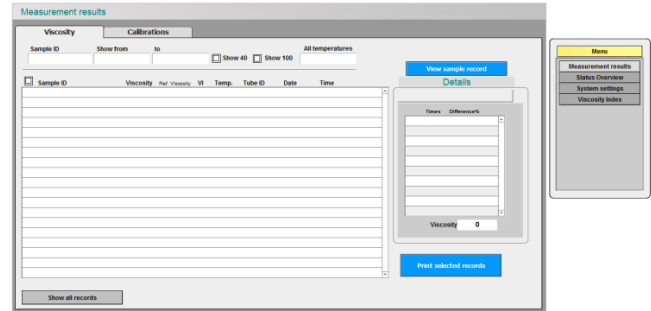 Measurement results
Viscosity Calibrations
Sample ID Show from to All temperatures
Show 40 Show 100
View sample record
Sample ID Viscosity Ref Viscosity VI Temp. Tube ID Date Time
Details
Times Difference%
Viscosity 0
Print selected records
Show all records
Menu
Measurement results
Status Overview
System settings
Viscosity Index